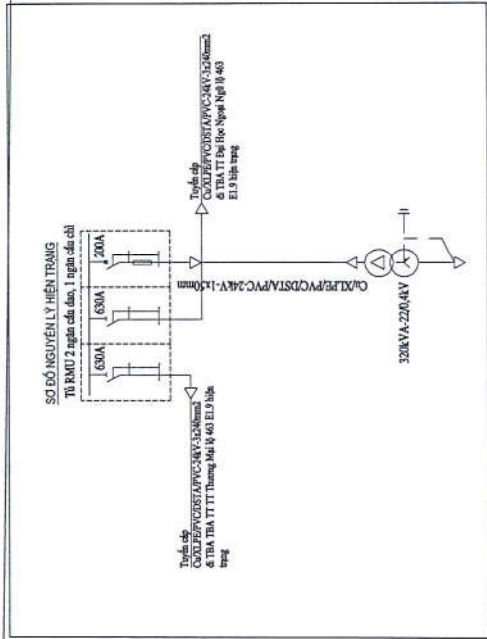 SƠ ĐỒ NGUYÊN LÝ HIỆN TRẠNG
Tủ RMU 2 ngăn cầu dao, 1 ngăn cầu chì
630A
630A
200A
Tuyến cáp
Cu/XLPE/PVC/DSTA/PVC-24kV-3x240mm2
đi TBA TBA TT TT Thương Mại lộ 463 E1.9 hiện
trạng
Tuyến cáp
Cu/XLPE/PVC/DSTA/PVC-24kV-3x240mm2
đi TBA TT Đại Học Ngoại Ngữ lộ 463
E1.9 hiện trạng
Cu/XLPE/PVC/DSTA/PVC-24kV-1x50mm
320kVA-22/0,4kV